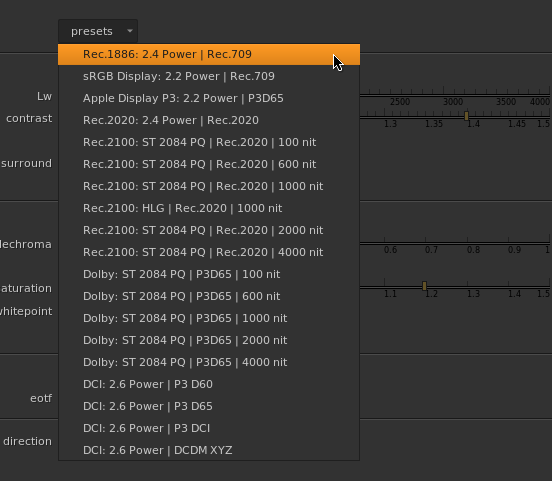 presets
Rec.1886: 2.4 Power | Rec.709
sRGB Display: 2.2 Power | Rec.709
Apple Display P3: 2.2 Power | P3D65
Rec.2020: 2.4 Power | Rec.2020
Rec.2100: ST 2084 PQ | Rec.2020 | 100 nit
Rec.2100: ST 2084 PQ | Rec.2020 | 600 nit
Rec.2100: ST 2084 PQ | Rec.2020 | 1000 nit
Rec.2100: HLG | Rec.2020 | 1000 nit
Rec.2100: ST 2084 PQ | Rec.2020 | 2000 nit
Rec.2100: ST 2084 PQ | Rec.2020 | 4000 nit
Dolby: ST 2084 PQ | P3D65 | 100 nit
Dolby: ST 2084 PQ | P3D65 | 600 nit
Dolby: ST 2084 PQ | P3D65 | 1000 nit
Dolby: ST 2084 PQ | P3D65 | 2000 nit
Dolby: ST 2084 PQ | P3D65 | 4000 nit
DCI: 2.6 Power | P3 D60
DCI: 2.6 Power | P3 D65
DCI: 2.6 Power | P3 DCI
DCI: 2.6 Power | DCDM XYZ
Lw
2500 3000 3500 4000
contrast
1.3 1.35 1.4 1.45 1.5
surround
lechroma
0.6 0.7 0.8 0.9 1
aturation
1.1 1.2 1.3 1.4 1.5
whitepoint
eotf
direction